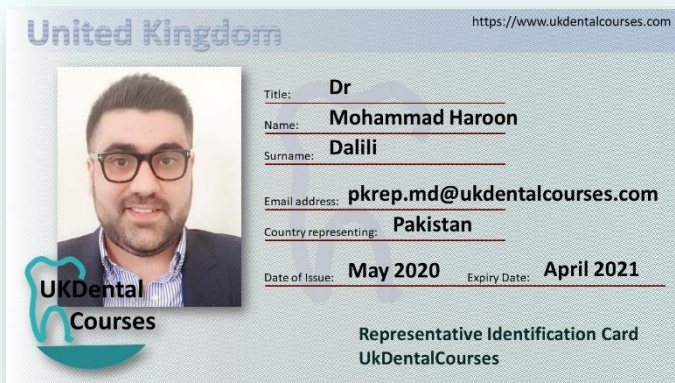 https://www.ukdentalcourses.com
United Kingdom
Title: Dr
Name: Mohammad Haroon
Surname: Dalili
Email address: pkrep.md@ukdentalcourses.com
Country representing: Pakistan
Date of Issue: May 2020 Expiry Date: April 2021
UKDental
Courses
Representative Identification Card
UkDentalCourses